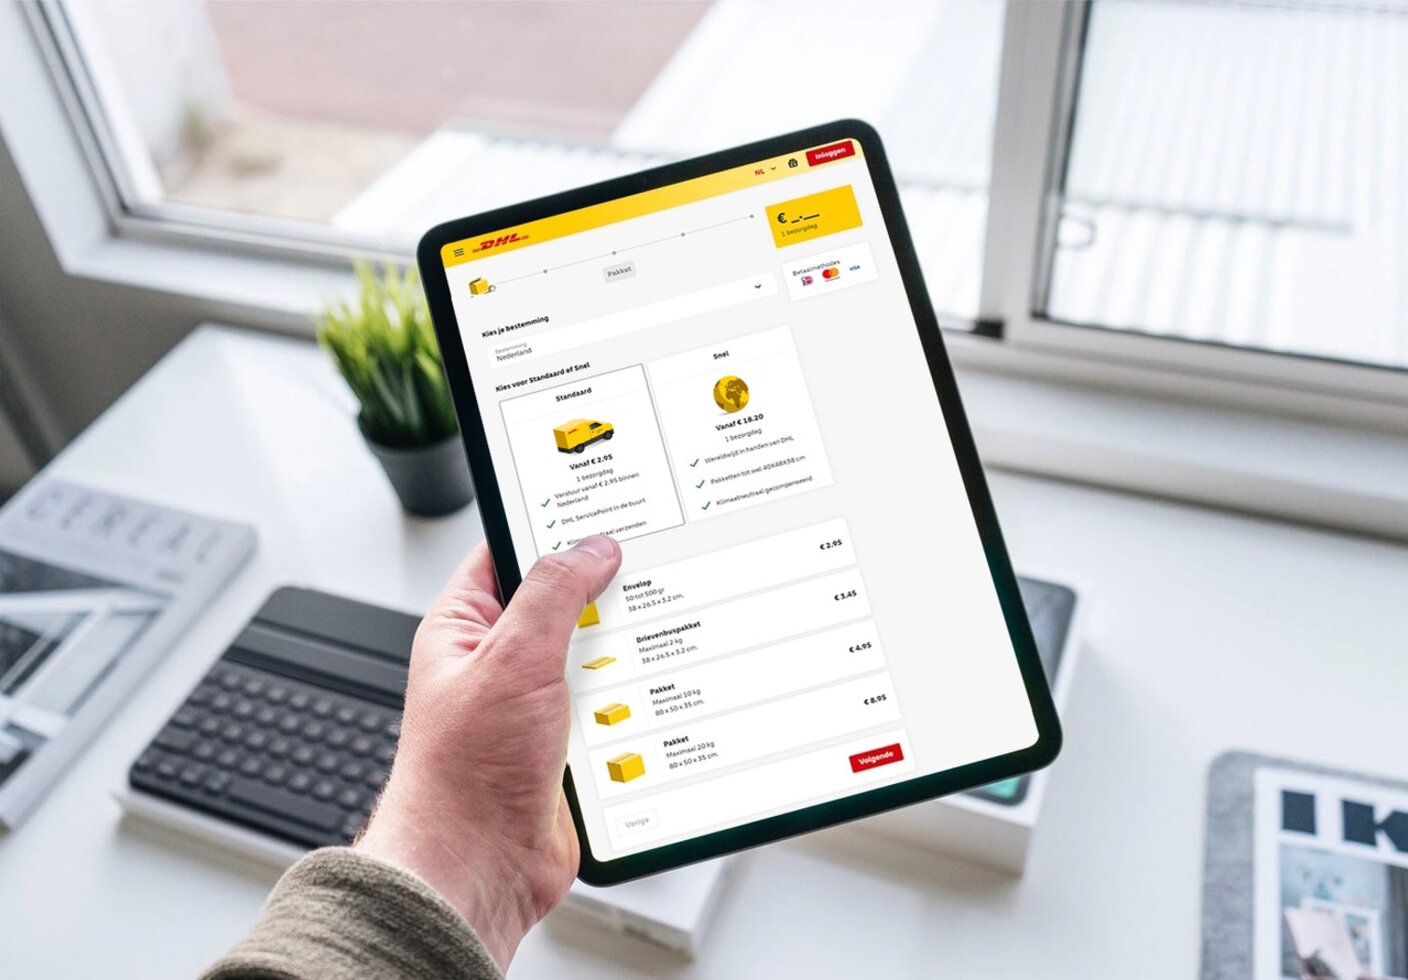 DHL
NL
Inloggen
€ _.__
1 bezorgdag
Pakket
Betaalmethodes
VISA
Kies je bestemming
Bestemming
Nederland
Kies voor Standaard of Snel
Standaard
Vanaf € 2.95
1 bezorgdag
Verstuur vanaf € 2.95 binnen
Nederland
DHL ServicePoint in de buurt
verzenden
Snel
Vanaf € 18.20
1 bezorgdag
Wereldwijd in handen van DHL
Pakketten tot wel 40X48X38 cm
Klimaatneutraal gecompenseerd
Envelop
50 tot 500 gr
38 x 26.5 x 3.2 cm.
€ 2.95
Brievenbuspakket
Maximaal 2 kg
38 x 26.5 x 3.2 cm.
€ 3.45
Pakket
Maximaal 10 kg
80 x 50 x 35 cm.
€ 4.95
Pakket
Maximaal 20 kg
80 x 50 x 35 cm.
€ 8.95
Vorige
Volgende
CEREAL
IK